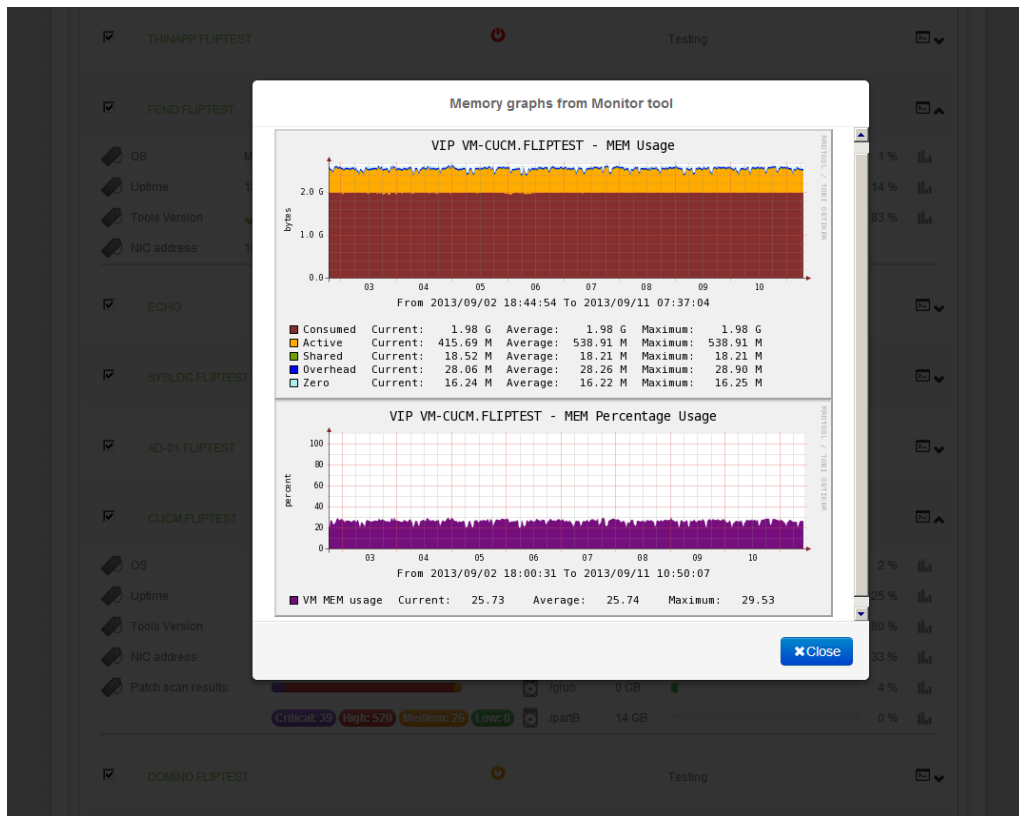 THINAPP.FLIPTEST Testing
FEND.FLIPTEST
Memory graphs from Monitor tool
OS M 1 %
Uptime 1 14 %
Tools Version 83 %
NIC address 1
ECHO
SYSLOG.FLIPTEST
AD-01.FLIPTEST
CUCM.FLIPTEST
VIP VM-CUCM.FLIPTEST - MEM Usage
RRDTOOL / TOBI OETIKER
bytes
2.0 G
1.0 G
0.0
03 04 05 06 07 08 09 10
From 2013/09/02 18:44:54 To 2013/09/11 07:37:04
Consumed Current: 1.98 G Average: 1.98 G Maximum: 1.98 G
Active Current: 415.69 M Average: 538.91 M Maximum: 538.91 M
Shared Current: 18.52 M Average: 18.21 M Maximum: 18.21 M
Overhead Current: 28.06 M Average: 28.26 M Maximum: 28.90 M
Zero Current: 16.24 M Average: 16.22 M Maximum: 16.25 M
VIP VM-CUCM.FLIPTEST - MEM Percentage Usage
RRDTOOL / TOBI OETIKER
percent
100
80
60
40
20
0
03 04 05 06 07 08 09 10
From 2013/09/02 18:00:31 To 2013/09/11 10:50:07
VM MEM usage Current: 25.73 Average: 25.74 Maximum: 29.53
Close
OS 2 %
Uptime 25 %
Tools Version 80 %
NIC address 33 %
Patch scan results: /grub 0 GB 4 %
Critical: 39 High: 520 Medium: 26 Low: 0 /partB 14 GB 0 %
DOMINO.FLIPTEST Testing